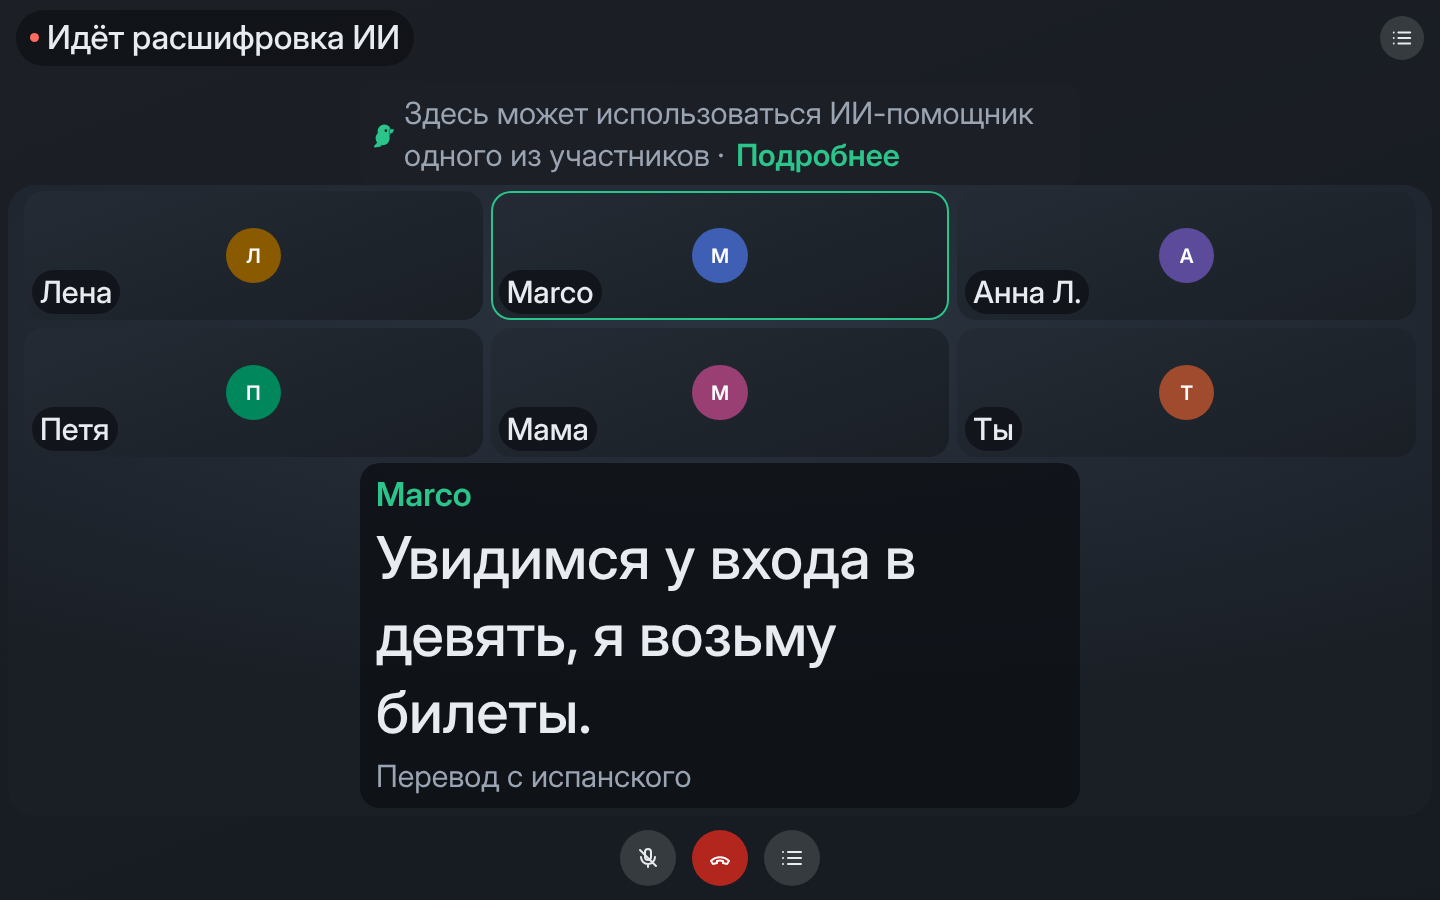 Идёт расшифровка ИИ
Здесь может использоваться ИИ-помощник
одного из участников · Подробнее
Л
Лена
M
Marco
А
Анна Л.
П
Петя
М
Мама
Т
Ты
Marco
Увидимся у входа в
девять, я возьму
билеты.
Перевод с испанского